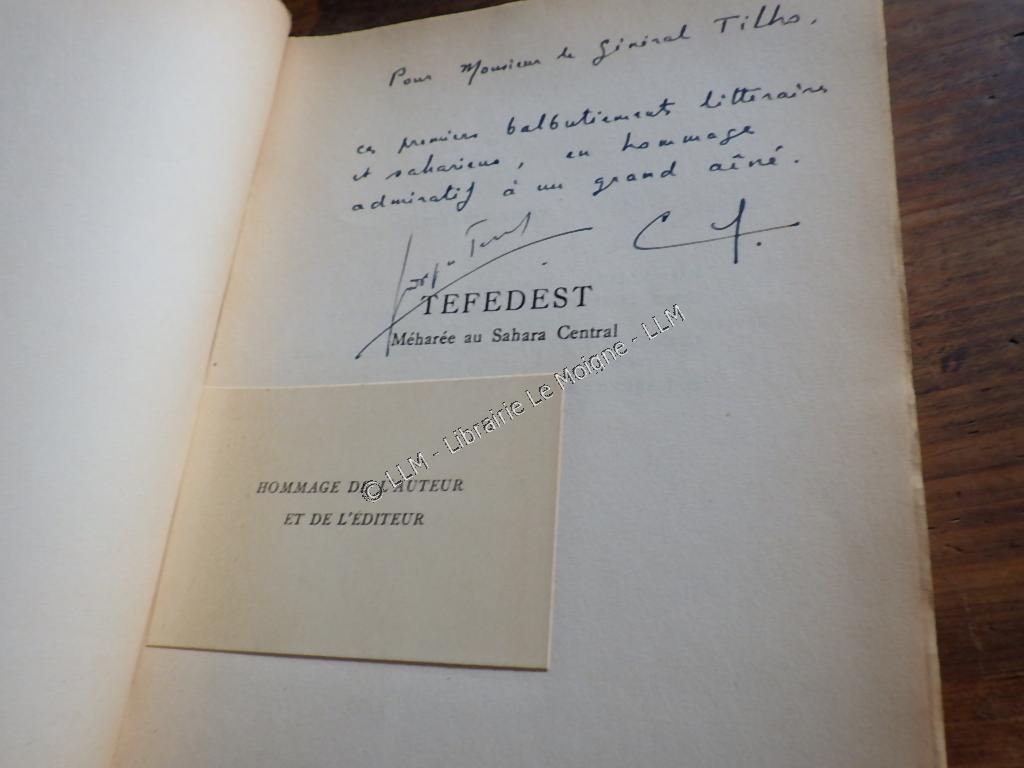 Pour Monsieur le Général Tilho,
ces premiers balbutiements littéraires
et sahariens, en hommage
admiratif à un grand aîné.
TEFEDEST
Méharée au Sahara Central
© LLM - Librairie Le Moigne - LLM
HOMMAGE DE L'AUTEUR
ET DE L'ÉDITEUR